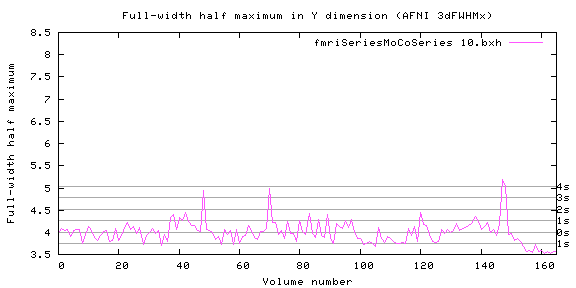 Full-width half maximum in Y dimension (AFNI 3dFWHMx)
fmriSeriesMoCoSeries 10.bxh
Full-width half maximum
8.5
8
7.5
7
6.5
6
5.5
5
4.5
4
3.5
4s
3s
2s
1s
0s
1s
0 20 40 60 80 100 120 140 160
Volume number